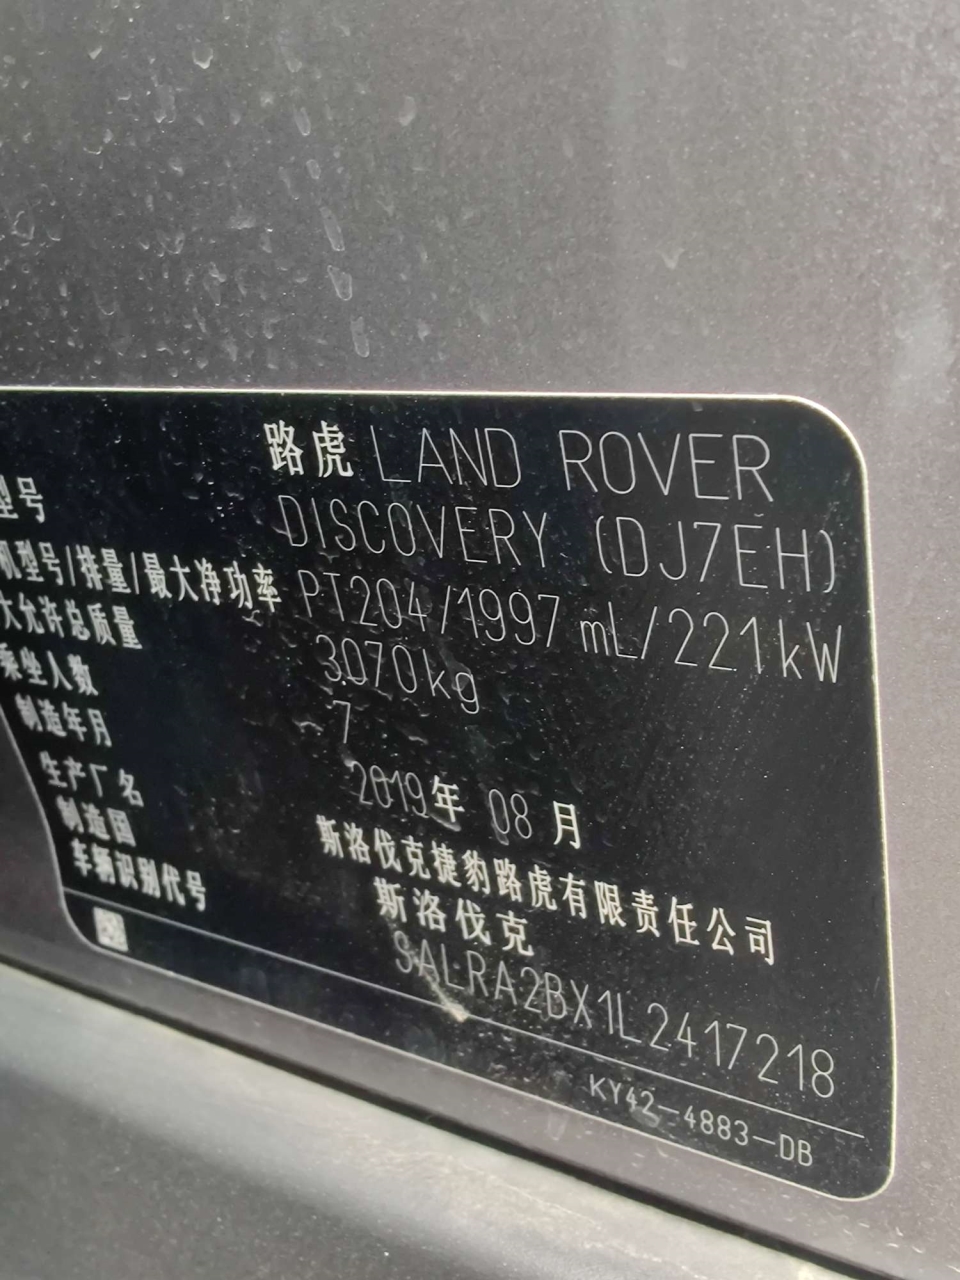 路虎 LAND ROVER
型号 DISCOVERY (DJ7EH)
机型号/排量/最大净功率 PT204/1997 mL/221kW
大允许总质量 3070kg
乘坐人数 7
制造年月 2019年 08月
生产厂名 斯洛伐克捷豹路虎有限责任公司
制造国 斯洛伐克
车辆识别代号 SALRA2BX1L2417218
KY42-4883-DB